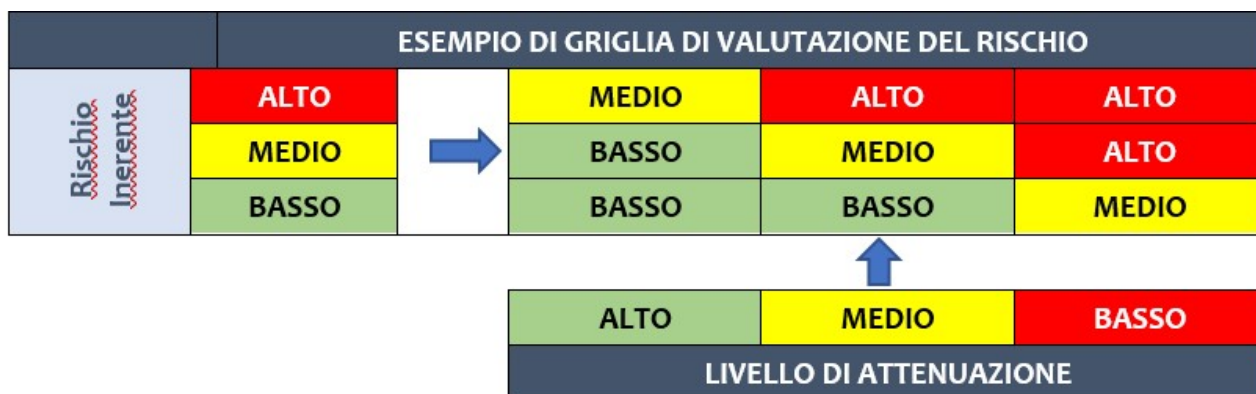 ESEMPIO DI GRIGLIA DI VALUTAZIONE DEL RISCHIO
Rischio
Inerente
ALTO MEDIO ALTO ALTO
MEDIO BASSO MEDIO ALTO
BASSO BASSO BASSO MEDIO
ALTO MEDIO BASSO
LIVELLO DI ATTENUAZIONE